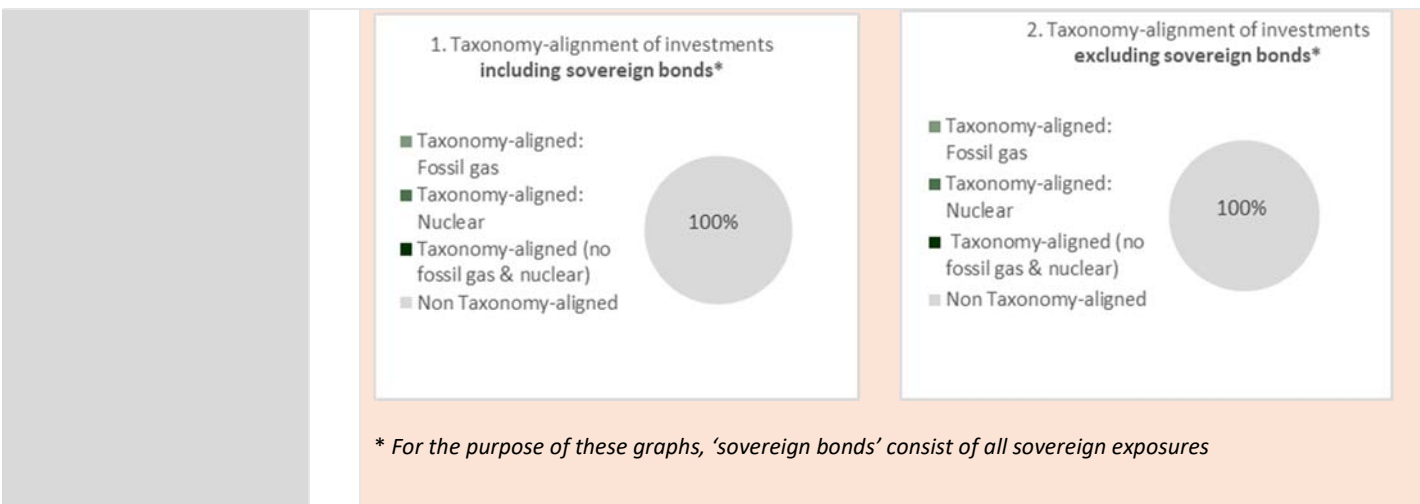 1. Taxonomy-alignment of investments
including sovereign bonds*
Taxonomy-aligned:
Fossil gas
Taxonomy-aligned:
Nuclear
Taxonomy-aligned (no
fossil gas & nuclear)
Non Taxonomy-aligned
100%
2. Taxonomy-alignment of investments
excluding sovereign bonds*
Taxonomy-aligned:
Fossil gas
Taxonomy-aligned:
Nuclear
Taxonomy-aligned (no
fossil gas & nuclear)
Non Taxonomy-aligned
100%
* For the purpose of these graphs, ‘sovereign bonds’ consist of all sovereign exposures